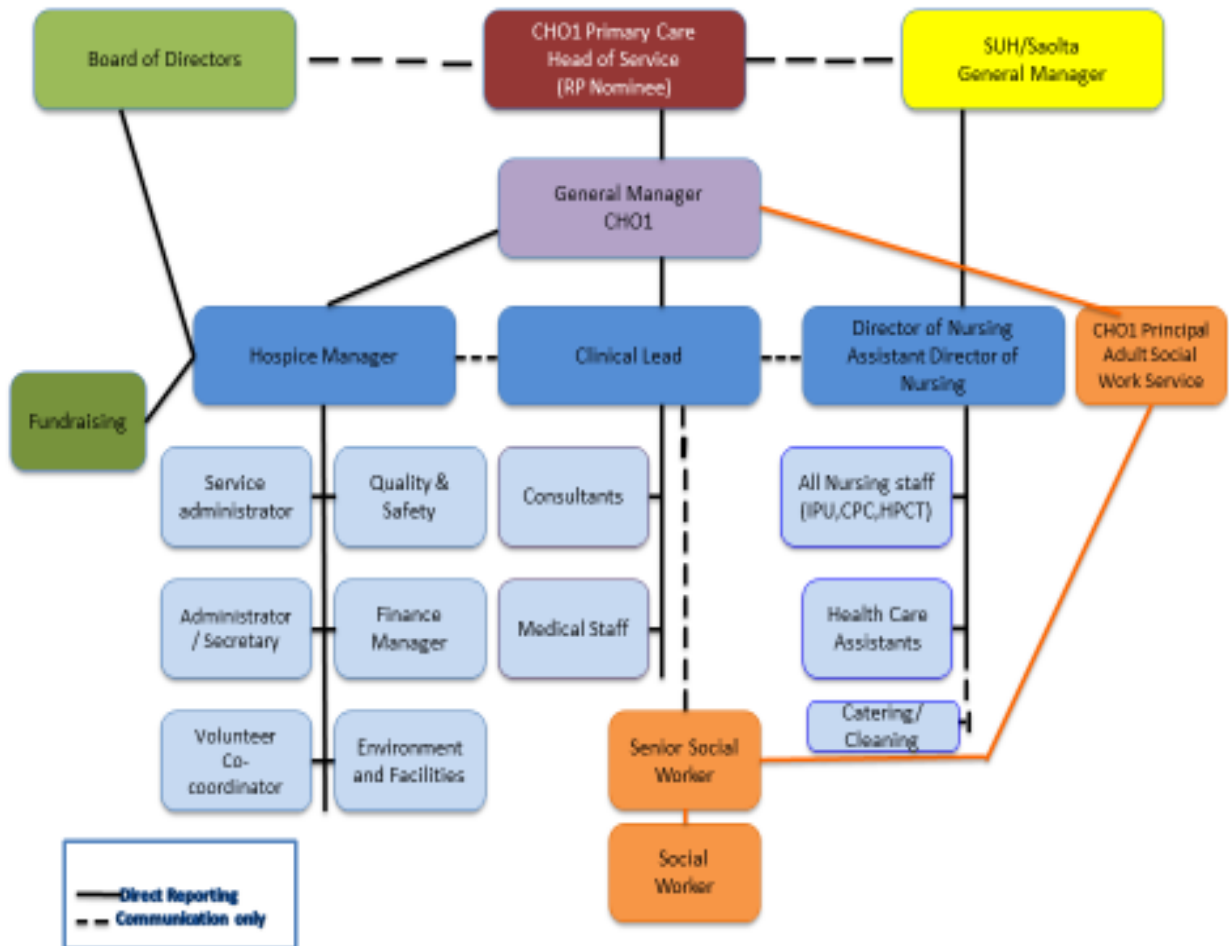 Board of Directors
CHO1 Primary Care
Head of Service
(RP Nominee)
SUH/Saolta
General Manager
General Manager
CHO1
Hospice Manager
Clinical Lead
Director of Nursing
Assistant Director of
Nursing
CHO1 Principal
Adult Social
Work Service
Fundraising
Service
administrator
Quality &
Safety
Consultants
All Nursing staff
(IPU,CPC,HPCT)
Administrator
/ Secretary
Finance
Manager
Medical Staff
Health Care
Assistants
Volunteer
Co-
coordinator
Environment
and Facilities
Senior Social
Worker
Catering/
Cleaning
Social
Worker
Direct Reporting
Communication only